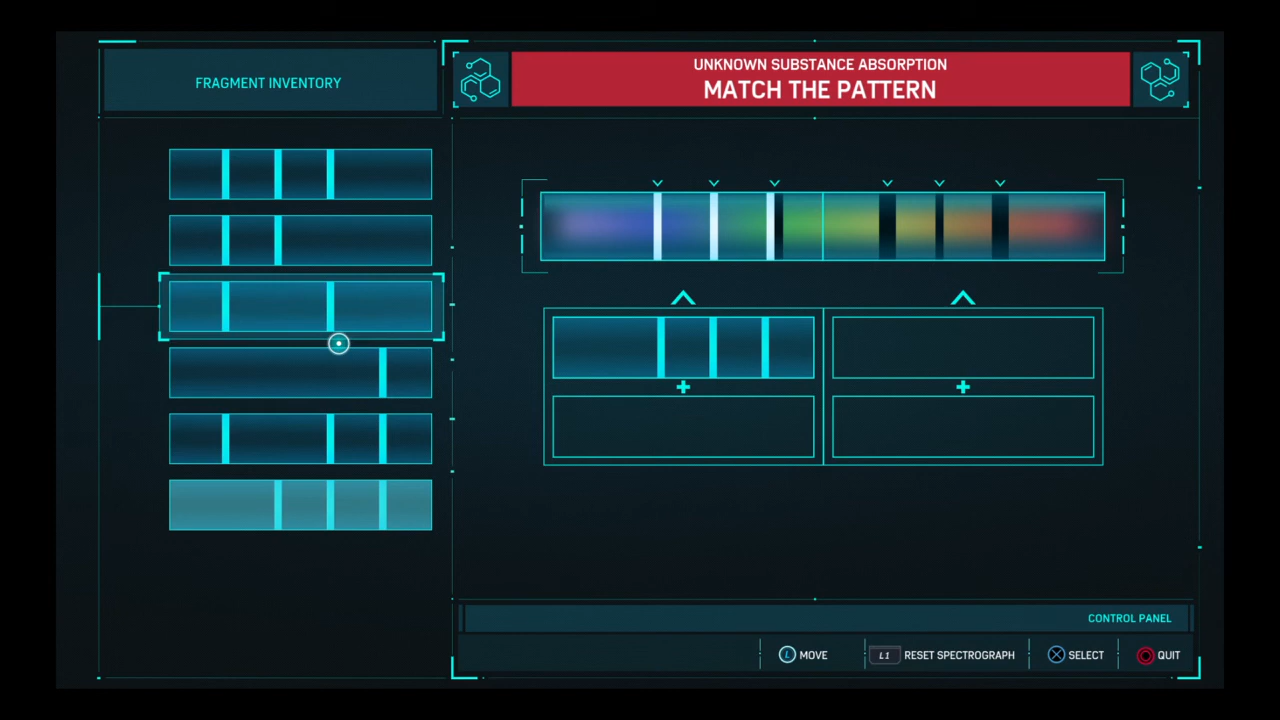 FRAGMENT INVENTORY
UNKNOWN SUBSTANCE ABSORPTION
MATCH THE PATTERN
CONTROL PANEL
L MOVE
L1 RESET SPECTROGRAPH
SELECT
QUIT